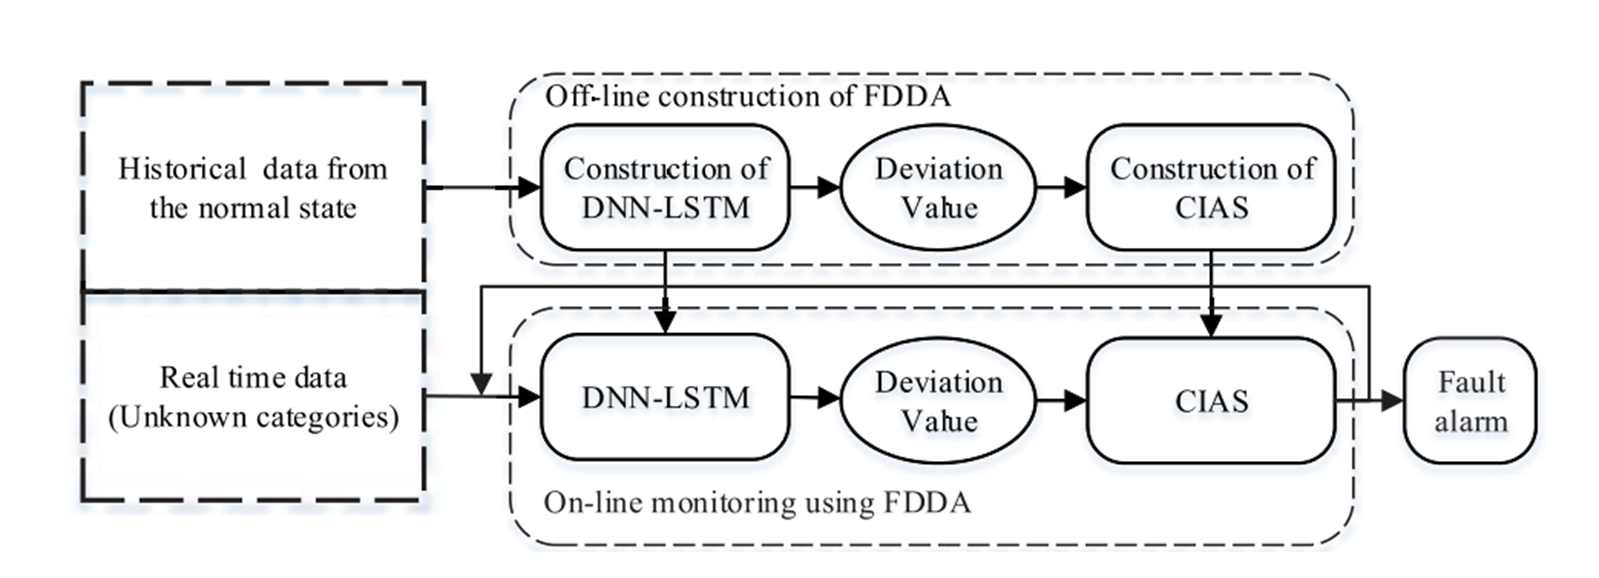 Off-line construction of FDDA
Historical data from
the normal state
Construction of
DNN-LSTM
Deviation
Value
Construction of
CIAS
Real time data
(Unknown categories)
DNN-LSTM
Deviation
Value
CIAS
Fault
alarm
On-line monitoring using FDDA